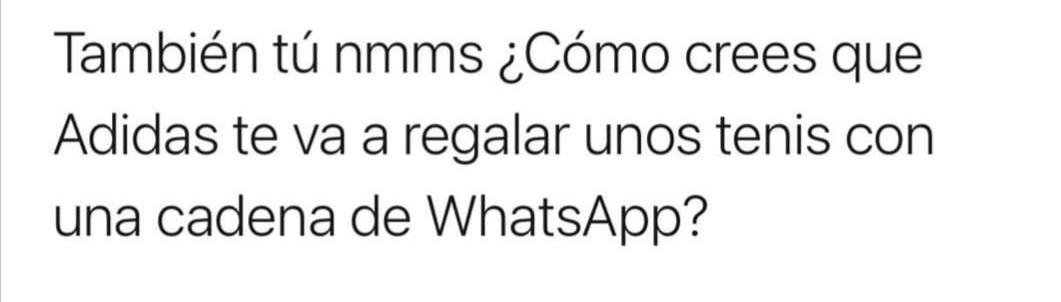 También tú nmms ¿Cómo crees que
Adidas te va a regalar unos tenis con
una cadena de WhatsApp?